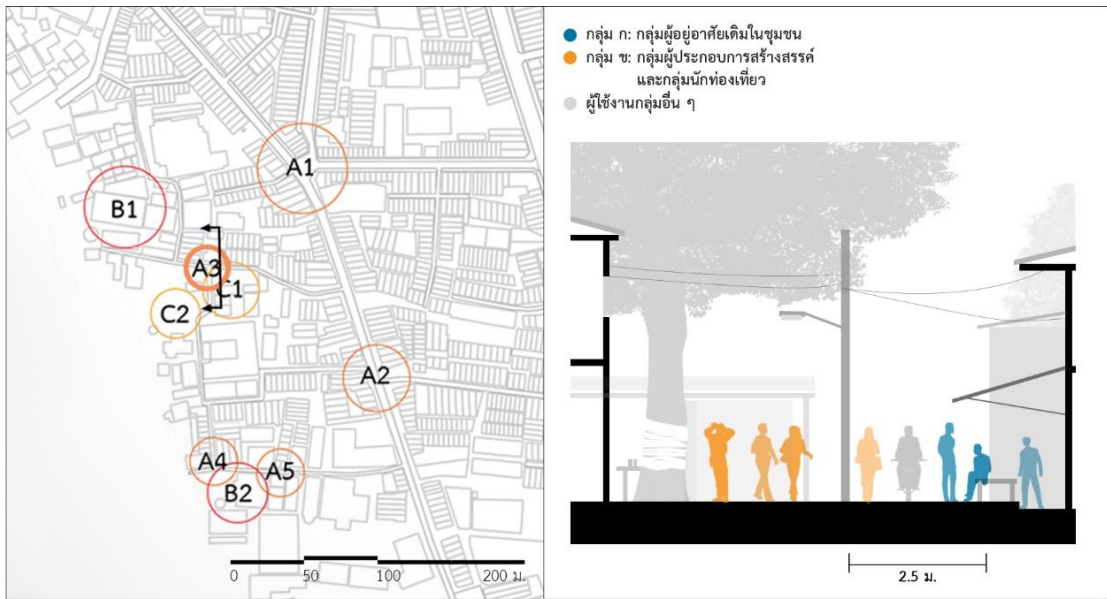 A1
B1
A3
C1
C2
A2
A4
A5
B2
0 50 100 200 ม.
กลุ่ม ก: กลุ่มผู้อยู่อาศัยเดิมในชุมชน
กลุ่ม ข: กลุ่มผู้ประกอบการสร้างสรรค์
และกลุ่มนักท่องเที่ยว
ผู้ใช้งานกลุ่มอื่น ๆ
2.5 ม.